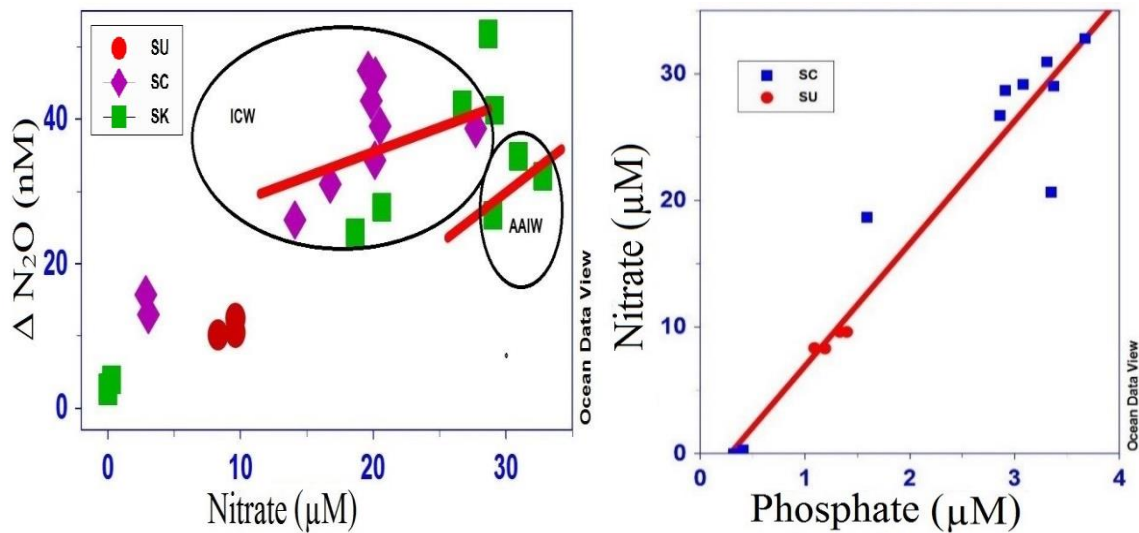 SU
SC
SK
ICW
AAIW
40
20
0
Δ N₂O (nM)
0 10 20 30
Nitrate (μM)
Ocean Data View
SC
SU
30
20
10
0
Nitrate (μM)
0 1 2 3 4
Phosphate (μM)
Ocean Data View